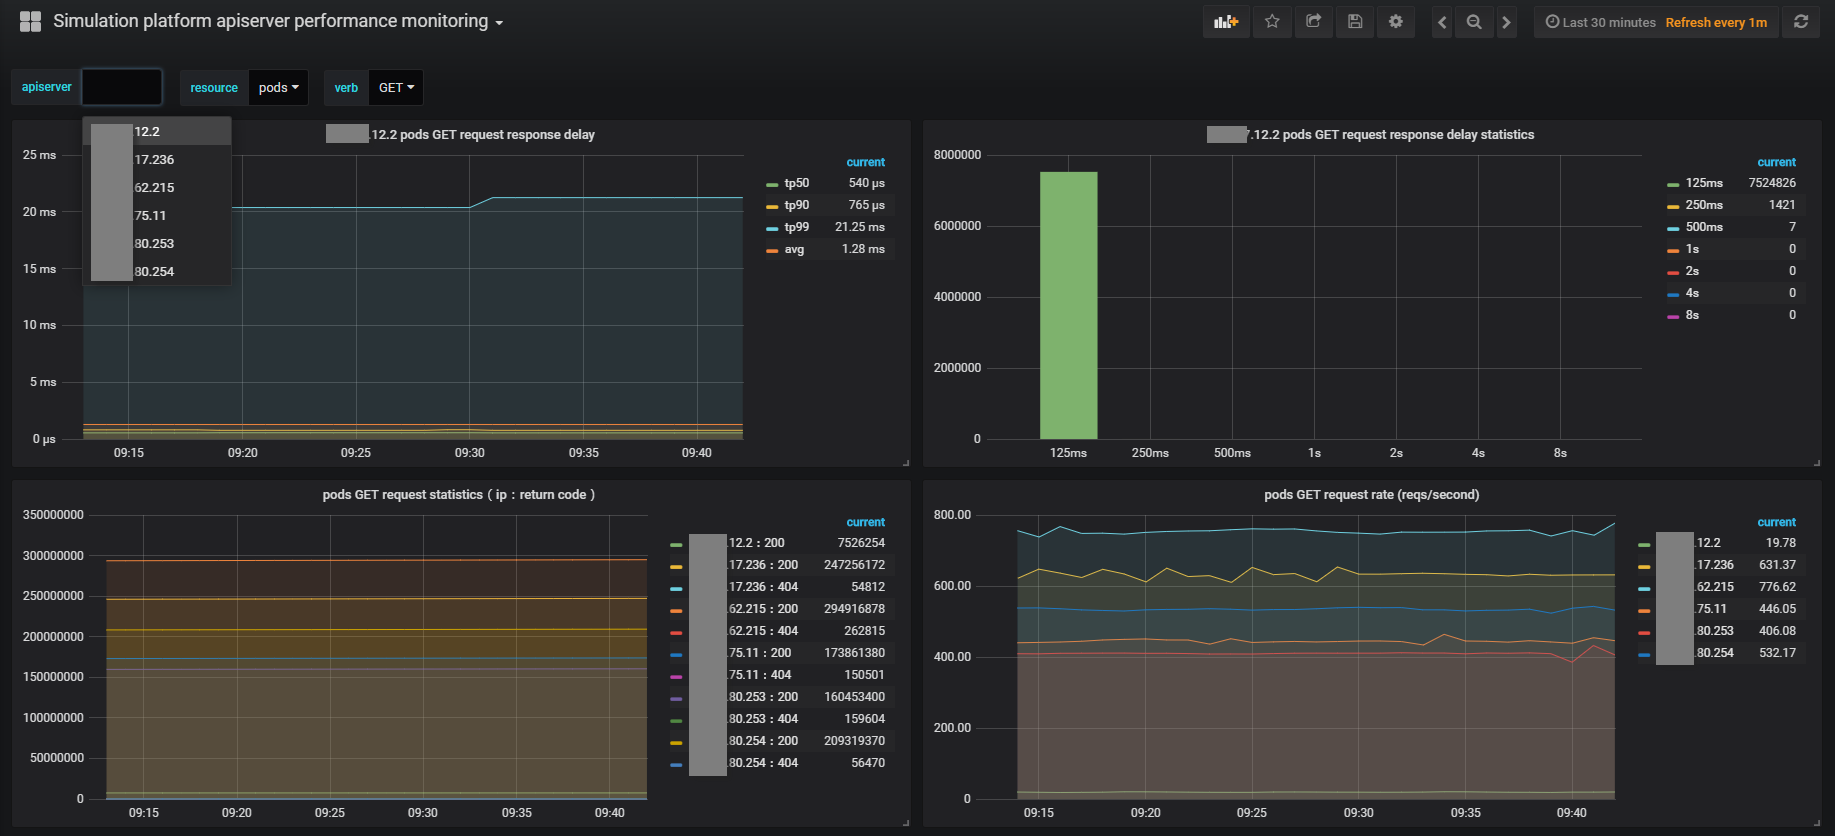 Simulation platform apiserver performance monitoring
Last 30 minutes Refresh every 1m
apiserver
resource pods
verb GET
.12.2
.17.236
.62.215
.75.11
.80.253
.80.254
.12.2 pods GET request response delay
25 ms
20 ms
15 ms
10 ms
5 ms
0 µs
09:15 09:20 09:25 09:30 09:35 09:40
current
tp50 540 µs
tp90 765 µs
tp99 21.25 ms
avg 1.28 ms
.12.2 pods GET request response delay statistics
8000000
6000000
4000000
2000000
0
125ms 250ms 500ms 1s 2s 4s 8s
current
125ms 7524826
250ms 1421
500ms 7
1s 0
2s 0
4s 0
8s 0
pods GET request statistics ( ip : return code )
350000000
300000000
250000000
200000000
150000000
100000000
50000000
0
09:15 09:20 09:25 09:30 09:35 09:40
current
.12.2 : 200 7526254
.17.236 : 200 247256172
.17.236 : 404 54812
.62.215 : 200 294916878
.62.215 : 404 262815
.75.11 : 200 173861380
.75.11 : 404 150501
.80.253 : 200 160453400
.80.253 : 404 159604
.80.254 : 200 209319370
.80.254 : 404 56470
pods GET request rate (reqs/second)
800.00
600.00
400.00
200.00
0
09:15 09:20 09:25 09:30 09:35 09:40
current
.12.2 19.78
.17.236 631.37
.62.215 776.62
.75.11 446.05
.80.253 406.08
.80.254 532.17